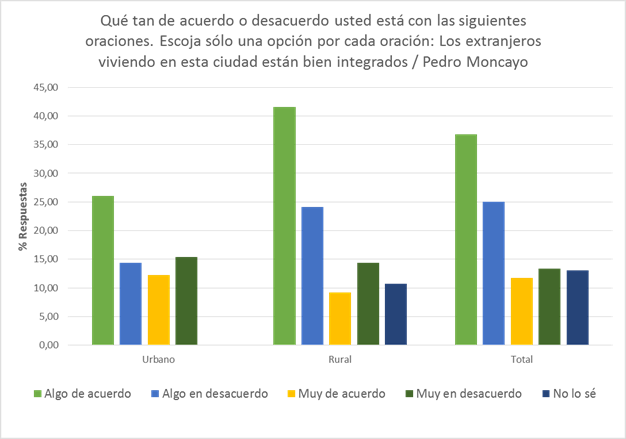 Qué tan de acuerdo o desacuerdo usted está con las siguientes
oraciones. Escoja sólo una opción por cada oración: Los extranjeros
viviendo en esta ciudad están bien integrados / Pedro Moncayo
% Respuestas
45,00
40,00
35,00
30,00
25,00
20,00
15,00
10,00
5,00
0,00
Urbano Rural Total
Algo de acuerdo Algo en desacuerdo Muy de acuerdo Muy en desacuerdo No lo sé